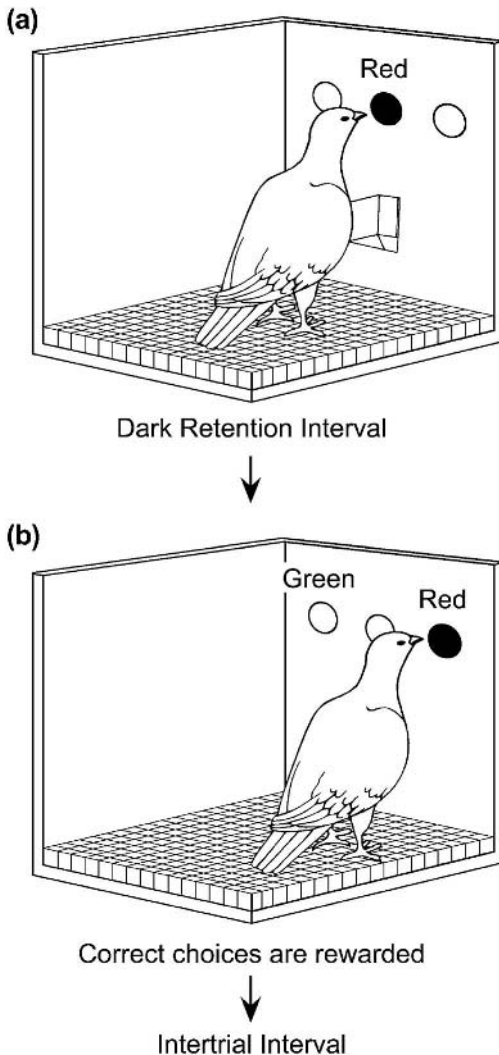 (a)
Red
Dark Retention Interval
(b)
Green
Red
Correct choices are rewarded
Intertrial Interval